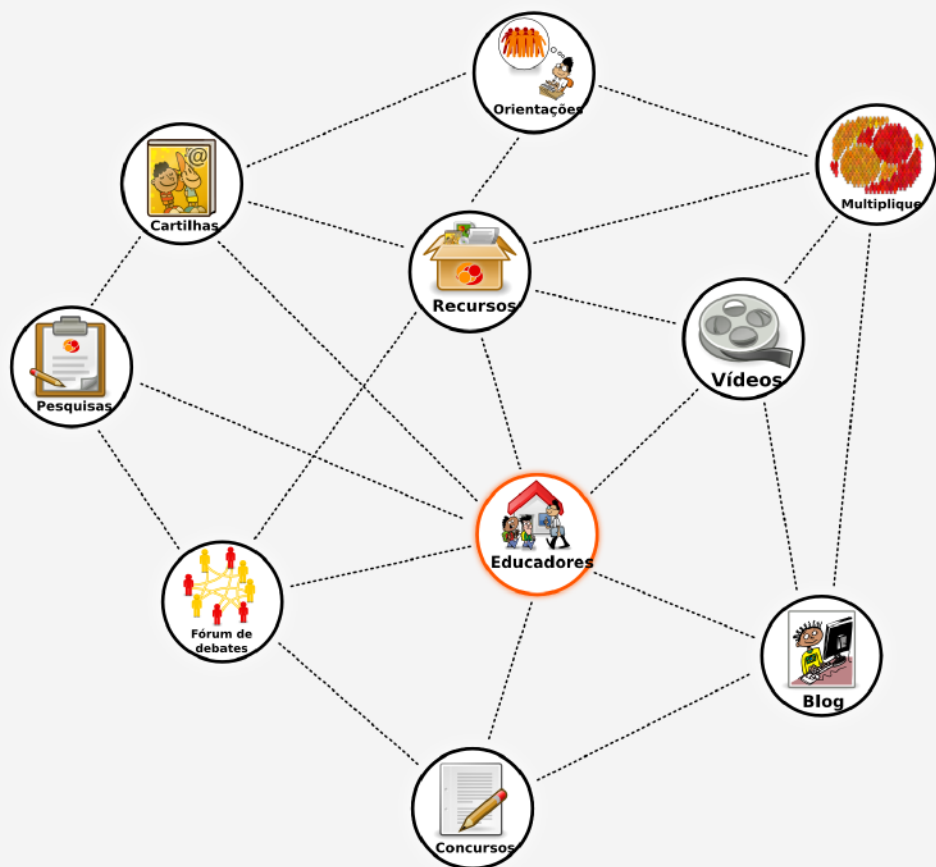 Orientações
Multiplique
Cartilhas
Recursos
Vídeos
Pesquisas
Educadores
Fórum de
debates
Blog
Concursos